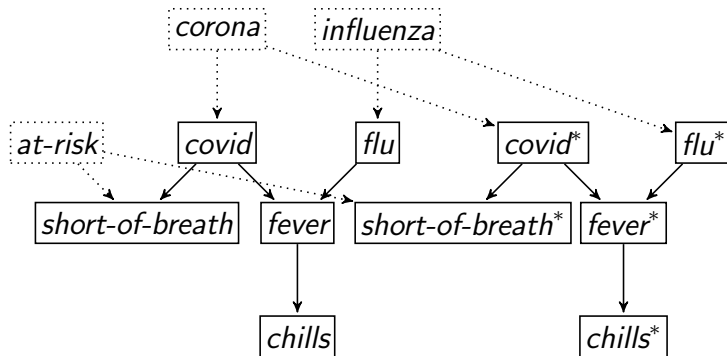 corona influenza
at-risk covid flu covid* flu*
short-of-breath fever short-of-breath* fever*
chills chills*